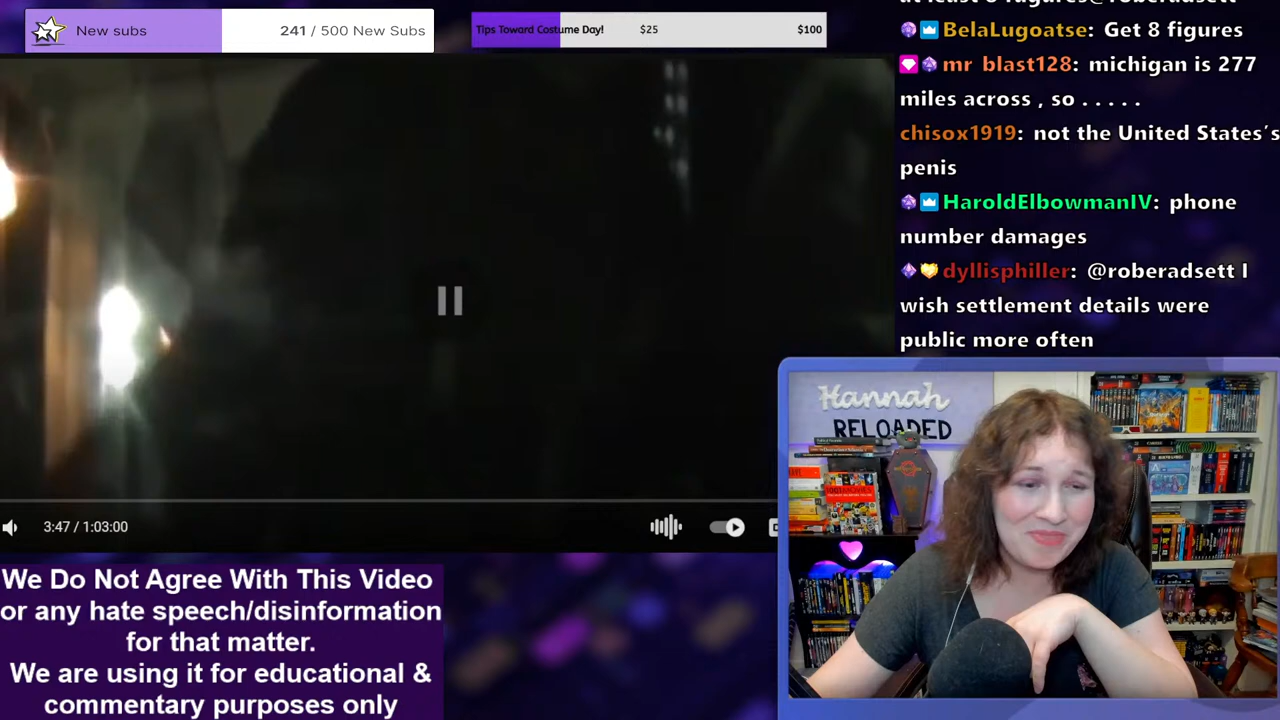 New subs
241 / 500 New Subs
Tips Toward Costume Day!
$25
$100
BelaLugoatse: Get 8 figures
mr_blast128: michigan is 277
miles across , so . . . . .
chisox1919: not the United States's
penis
HaroldElbowmanIV: phone
number damages
dyllisphiller: @roberadsett I
wish settlement details were
public more often
3:47 / 1:03:00
Hannah
RELOADED
We Do Not Agree With This Video
or any hate speech/disinformation
for that matter.
We are using it for educational &
commentary purposes only